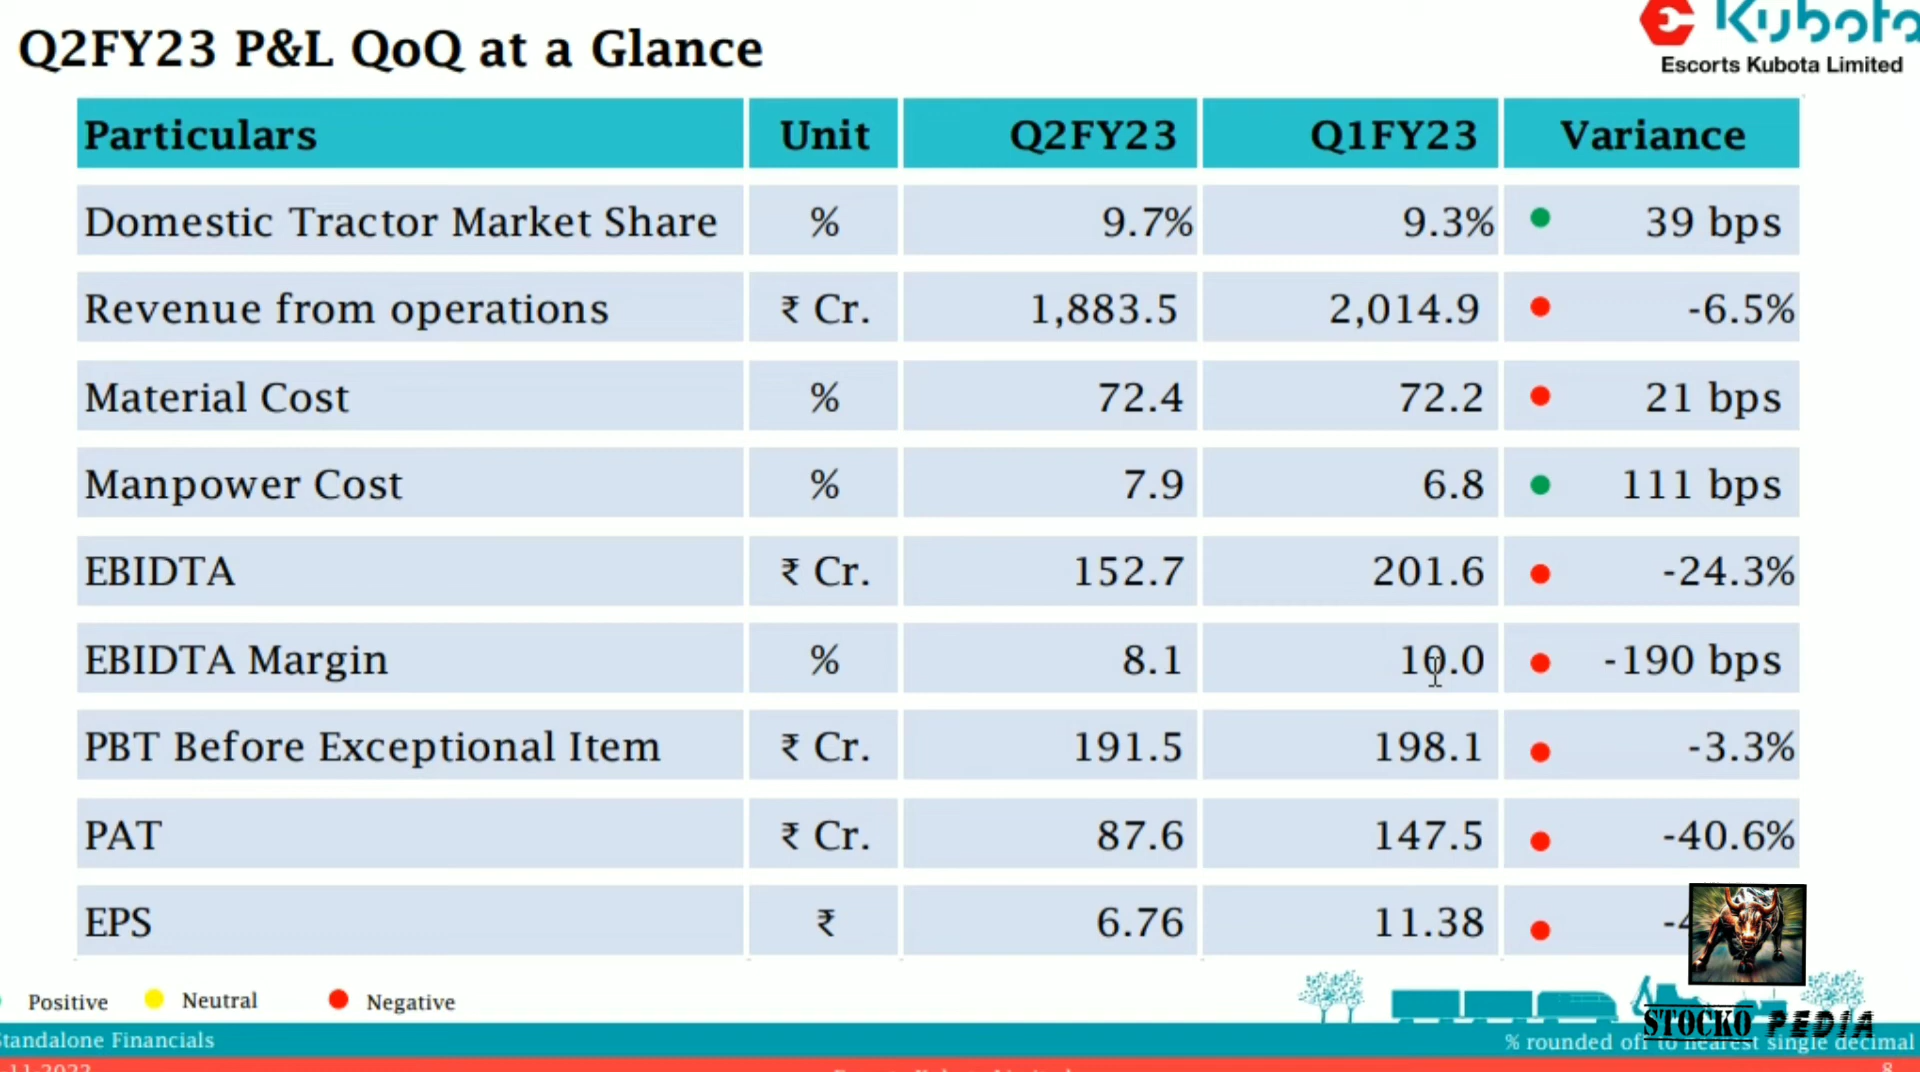 Q2FY23 P&L QoQ at a Glance
Kubota
Escorts Kubota Limited
Particulars Unit Q2FY23 Q1FY23 Variance
Domestic Tractor Market Share % 9.7% 9.3% 39 bps
Revenue from operations ₹ Cr. 1,883.5 2,014.9 -6.5%
Material Cost % 72.4 72.2 21 bps
Manpower Cost % 7.9 6.8 111 bps
EBIDTA ₹ Cr. 152.7 201.6 -24.3%
EBIDTA Margin % 8.1 10.0 -190 bps
PBT Before Exceptional Item ₹ Cr. 191.5 198.1 -3.3%
PAT ₹ Cr. 87.6 147.5 -40.6%
EPS ₹ 6.76 11.38
Positive Neutral Negative
STOCKO PEDIA
Standalone Financials % rounded off to nearest single decimal